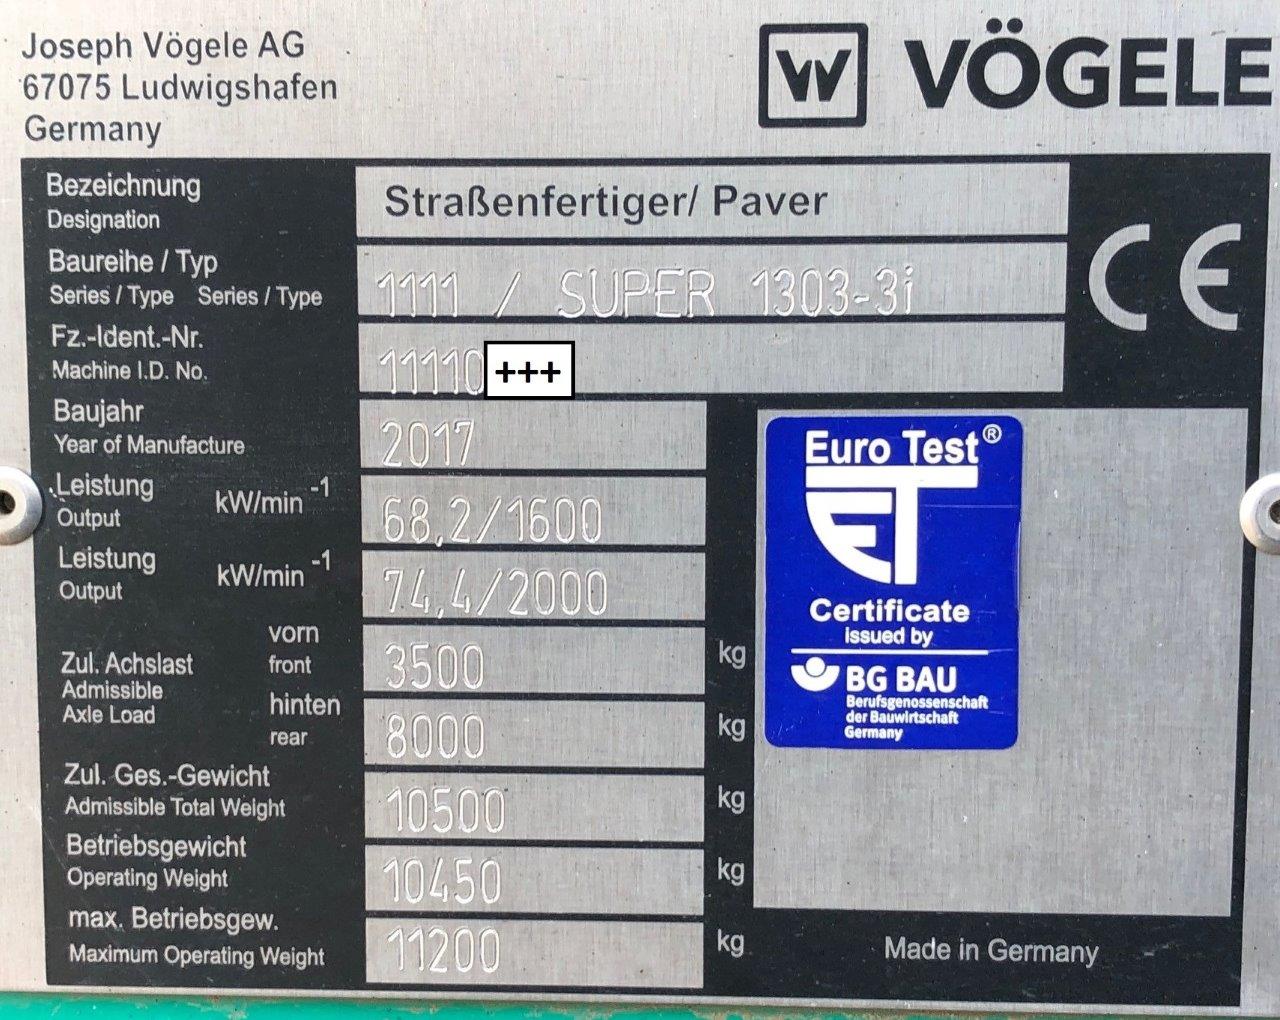 Joseph Vögele AG
67075 Ludwigshafen
Germany
W VÖGELE
Bezeichnung
Designation
Straßenfertiger/ Paver
Baureihe / Typ
Series / Type Series / Type
1111 / SUPER 1303-3i
CE
Fz.-Ident.-Nr.
Machine I.D. No.
11110+++
Baujahr
Year of Manufacture
2017
Leistung
Output
kW/min-1
68,2/1600
Leistung
Output
kW/min-1
74,4/2000
Zul. Achslast
Admissible
Axle Load
vorn
front
3500 kg
hinten
rear
8000 kg
Zul. Ges.-Gewicht
Admissible Total Weight
10500 kg
Betriebsgewicht
Operating Weight
10450 kg
max. Betriebsgew.
Maximum Operating Weight
11200 kg
Euro Test®
ET
Certificate
issued by
BG BAU
Berufsgenossenschaft
der Bauwirtschaft
Germany
Made in Germany